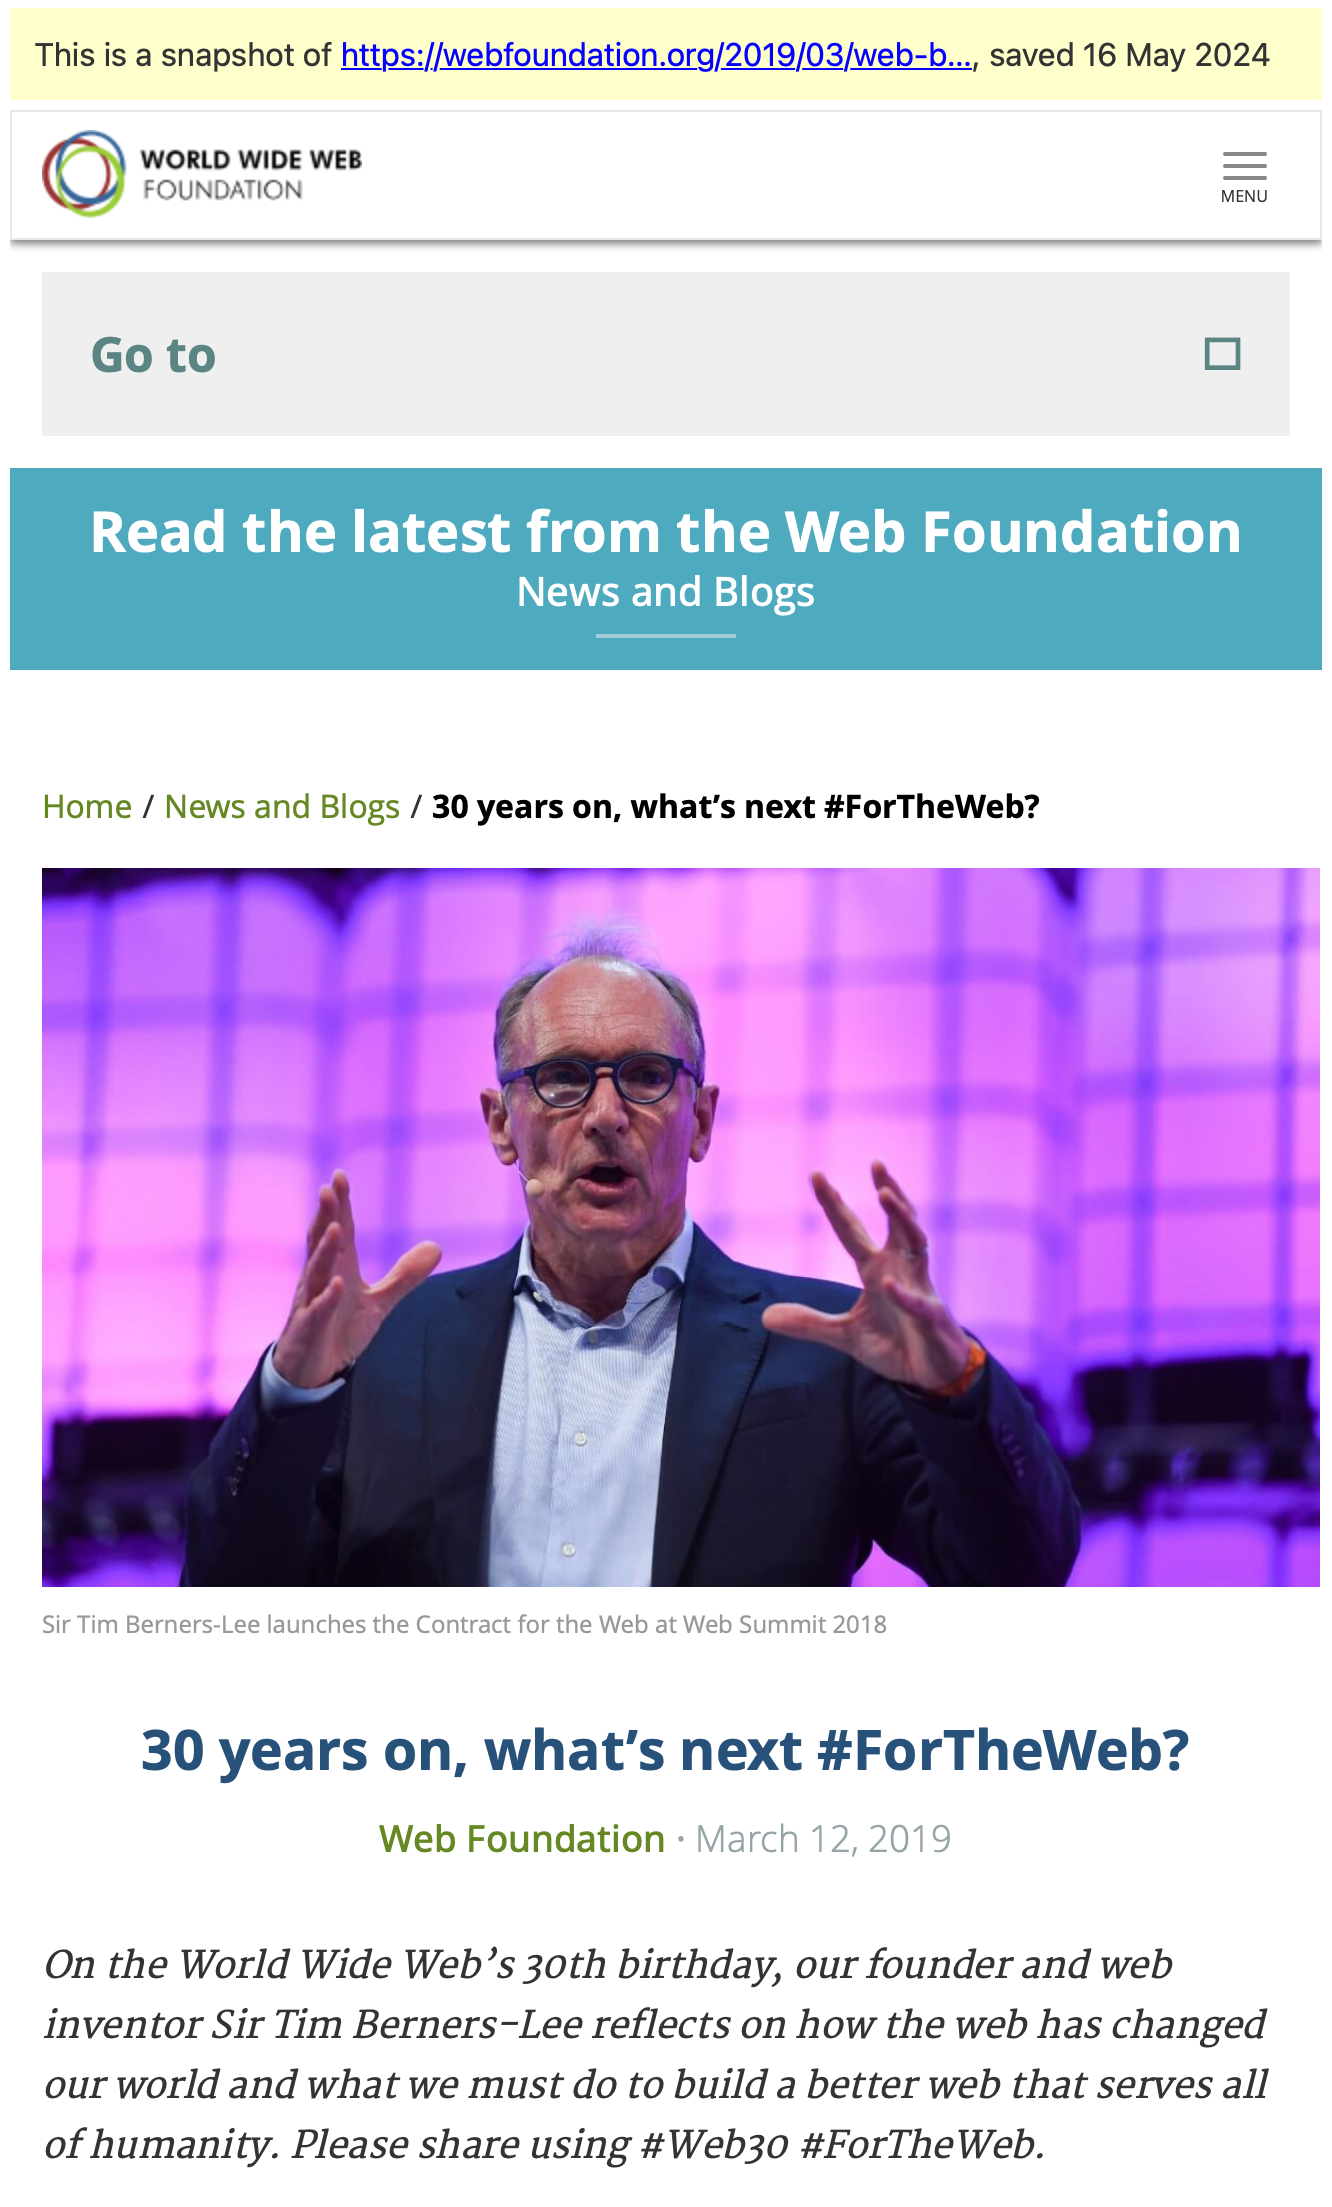 This is a snapshot of https://webfoundation.org/2019/03/web-b..., saved 16 May 2024
WORLD WIDE WEB
FOUNDATION
MENU
Go to
Read the latest from the Web Foundation
News and Blogs
Home / News and Blogs / 30 years on, what’s next #ForTheWeb?
Sir Tim Berners-Lee launches the Contract for the Web at Web Summit 2018
30 years on, what’s next #ForTheWeb?
Web Foundation · March 12, 2019
On the World Wide Web’s 30th birthday, our founder and web
inventor Sir Tim Berners-Lee reflects on how the web has changed
our world and what we must do to build a better web that serves all
of humanity. Please share using #Web30 #ForTheWeb.